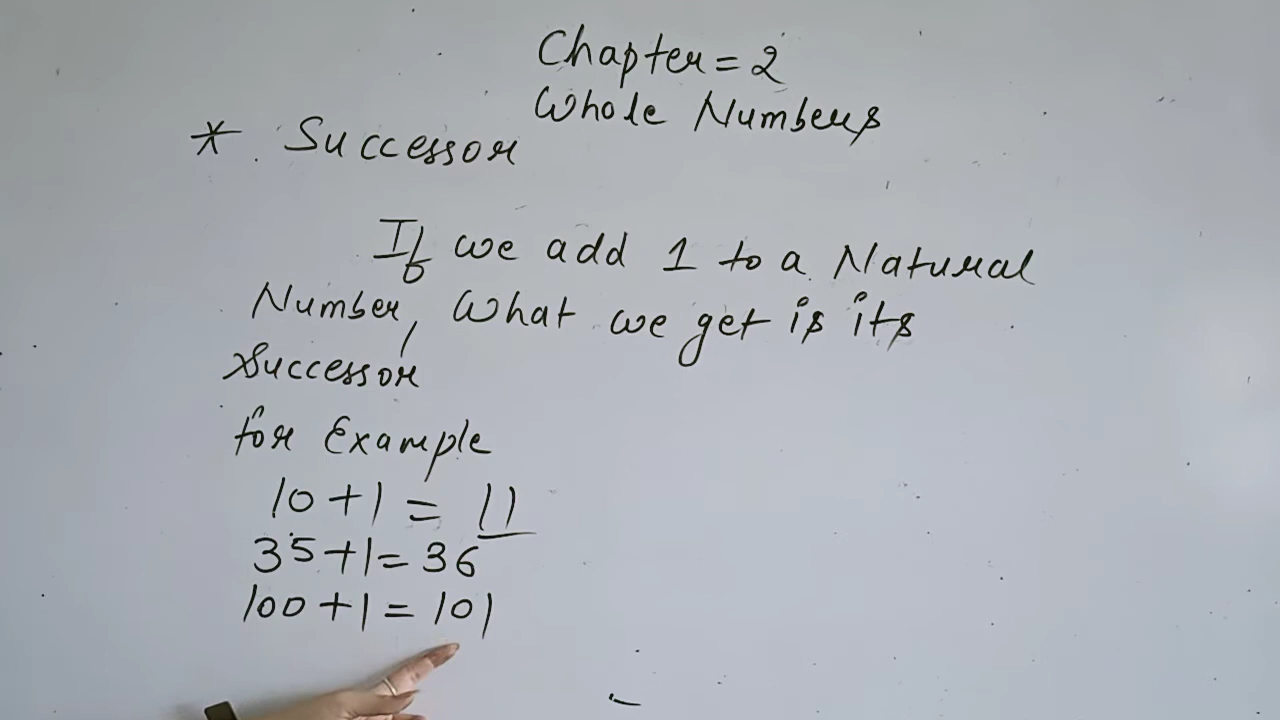 Chapter = 2
Whole Numbers
* Successor
If we add 1 to a Natural
Number, What we get is its
Successor
for Example
10 + 1 = 11
35 + 1 = 36
100 + 1 = 101